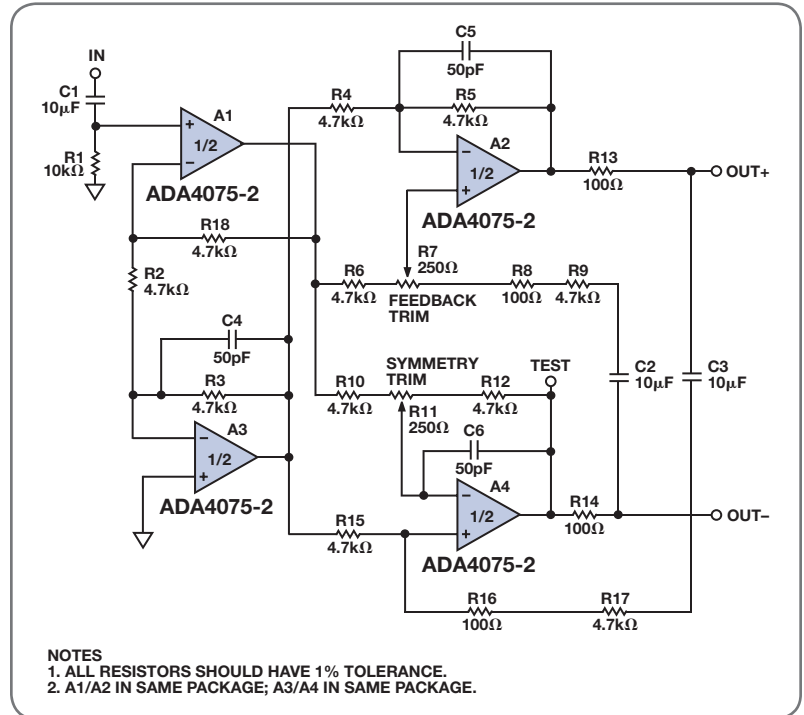 IN
C1
10μF
R1
10kΩ
A1
+
1/2
–
ADA4075-2
R18
4.7kΩ
R2
4.7kΩ
C4
50pF
R3
4.7kΩ
A3
–
1/2
+
ADA4075-2
C5
50pF
R4
4.7kΩ
R5
4.7kΩ
A2
–
1/2
+
ADA4075-2
R13
100Ω
OUT+
R7
250Ω
R6
4.7kΩ
FEEDBACK
TRIM
R8
100Ω
R9
4.7kΩ
SYMMETRY
TRIM
TEST
R10
4.7kΩ
R11
250Ω
R12
4.7kΩ
C2
10μF
C3
10μF
C6
50pF
A4
–
1/2
+
ADA4075-2
R14
100Ω
OUT–
R15
4.7kΩ
R16
100Ω
R17
4.7kΩ
NOTES
1. ALL RESISTORS SHOULD HAVE 1% TOLERANCE.
2. A1/A2 IN SAME PACKAGE; A3/A4 IN SAME PACKAGE.